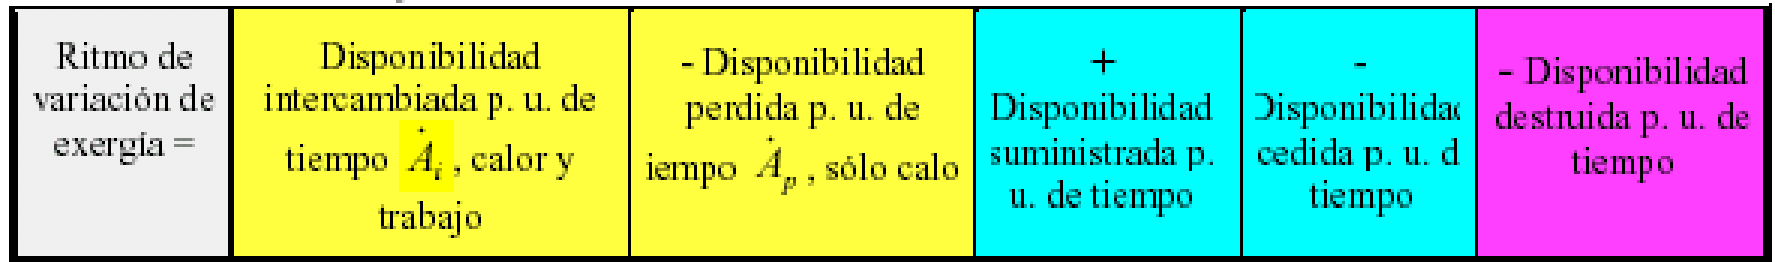 Ritmo de
variación de
exergía =
Disponibilidad
intercambiada p. u. de
tiempo Ȧi , calor y
trabajo
- Disponibilidad
perdida p. u. de
iempo Ȧp , sólo calo
+
Disponibilidad
suministrada p.
u. de tiempo
-
Disponibilidad
cedida p. u. d
tiempo
- Disponibilidad
destruida p. u. de
tiempo